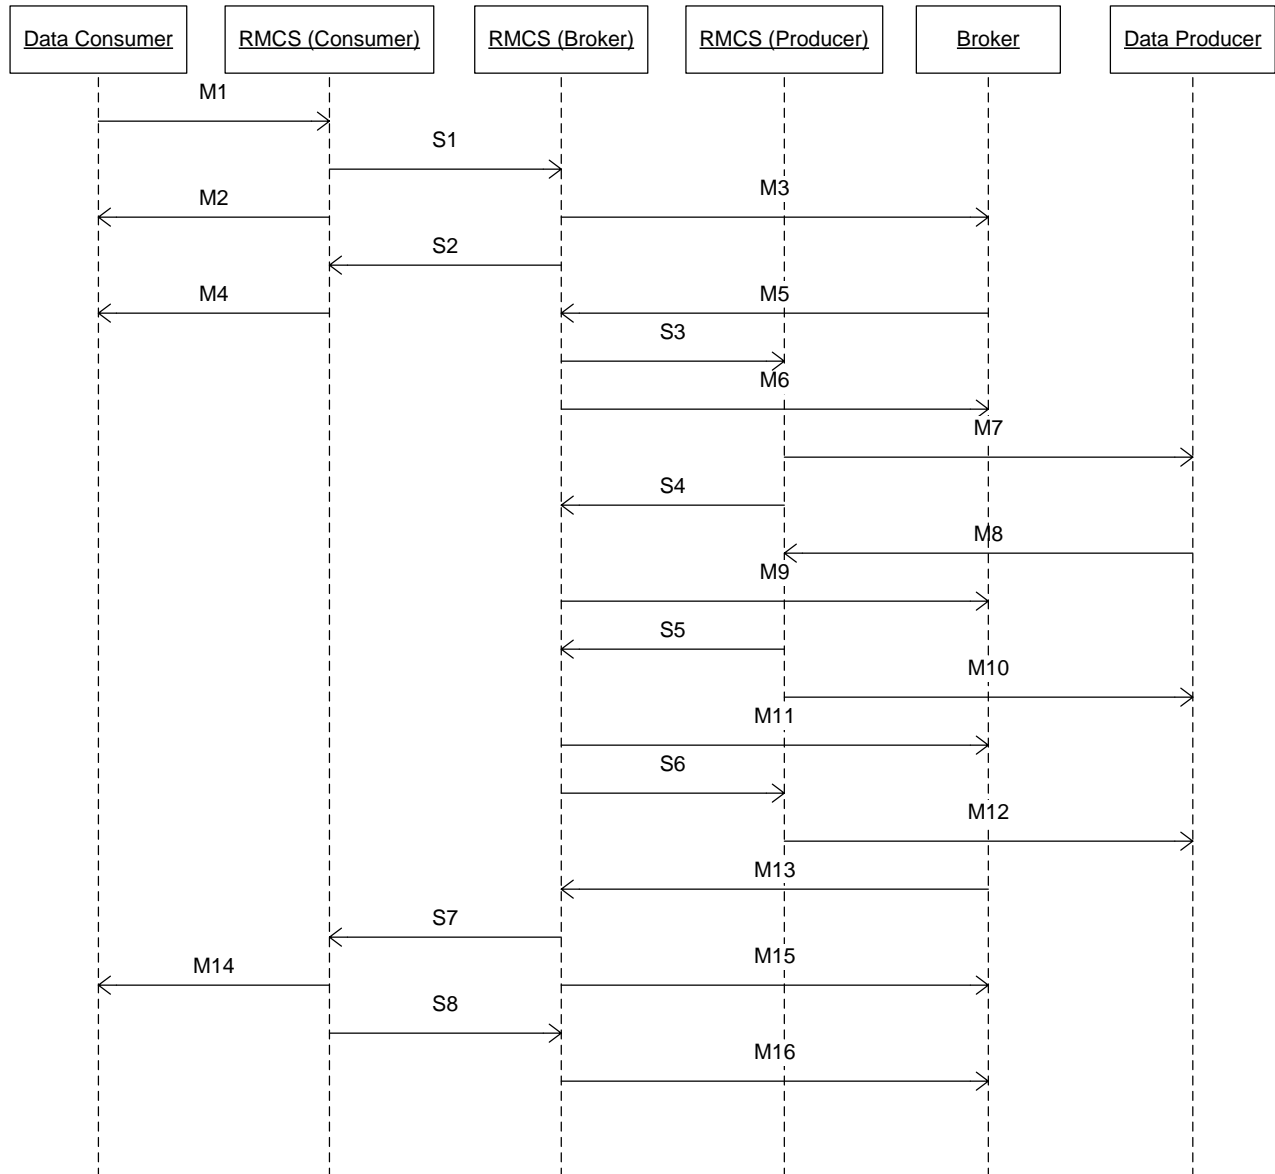 Data Consumer
RMCS (Consumer)
RMCS (Broker)
RMCS (Producer)
Broker
Data Producer
M1
S1
M2
M3
S2
M4
M5
S3
M6
M7
S4
M8
M9
S5
M10
M11
S6
M12
M13
S7
M14
M15
S8
M16